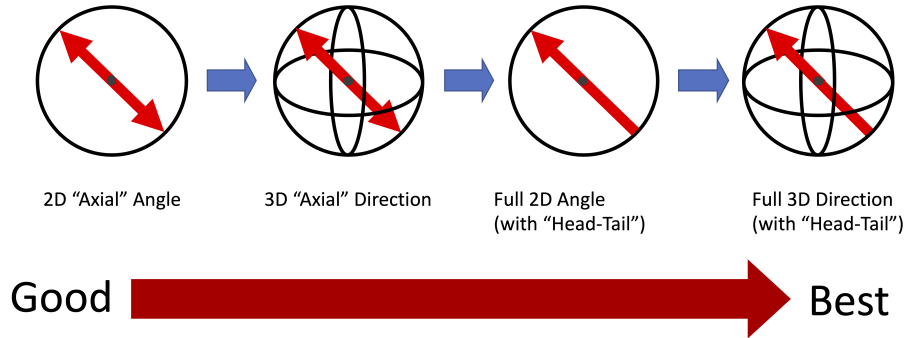 2D “Axial” Angle
3D “Axial” Direction
Full 2D Angle
(with “Head-Tail”)
Full 3D Direction
(with “Head-Tail”)
Good
Best